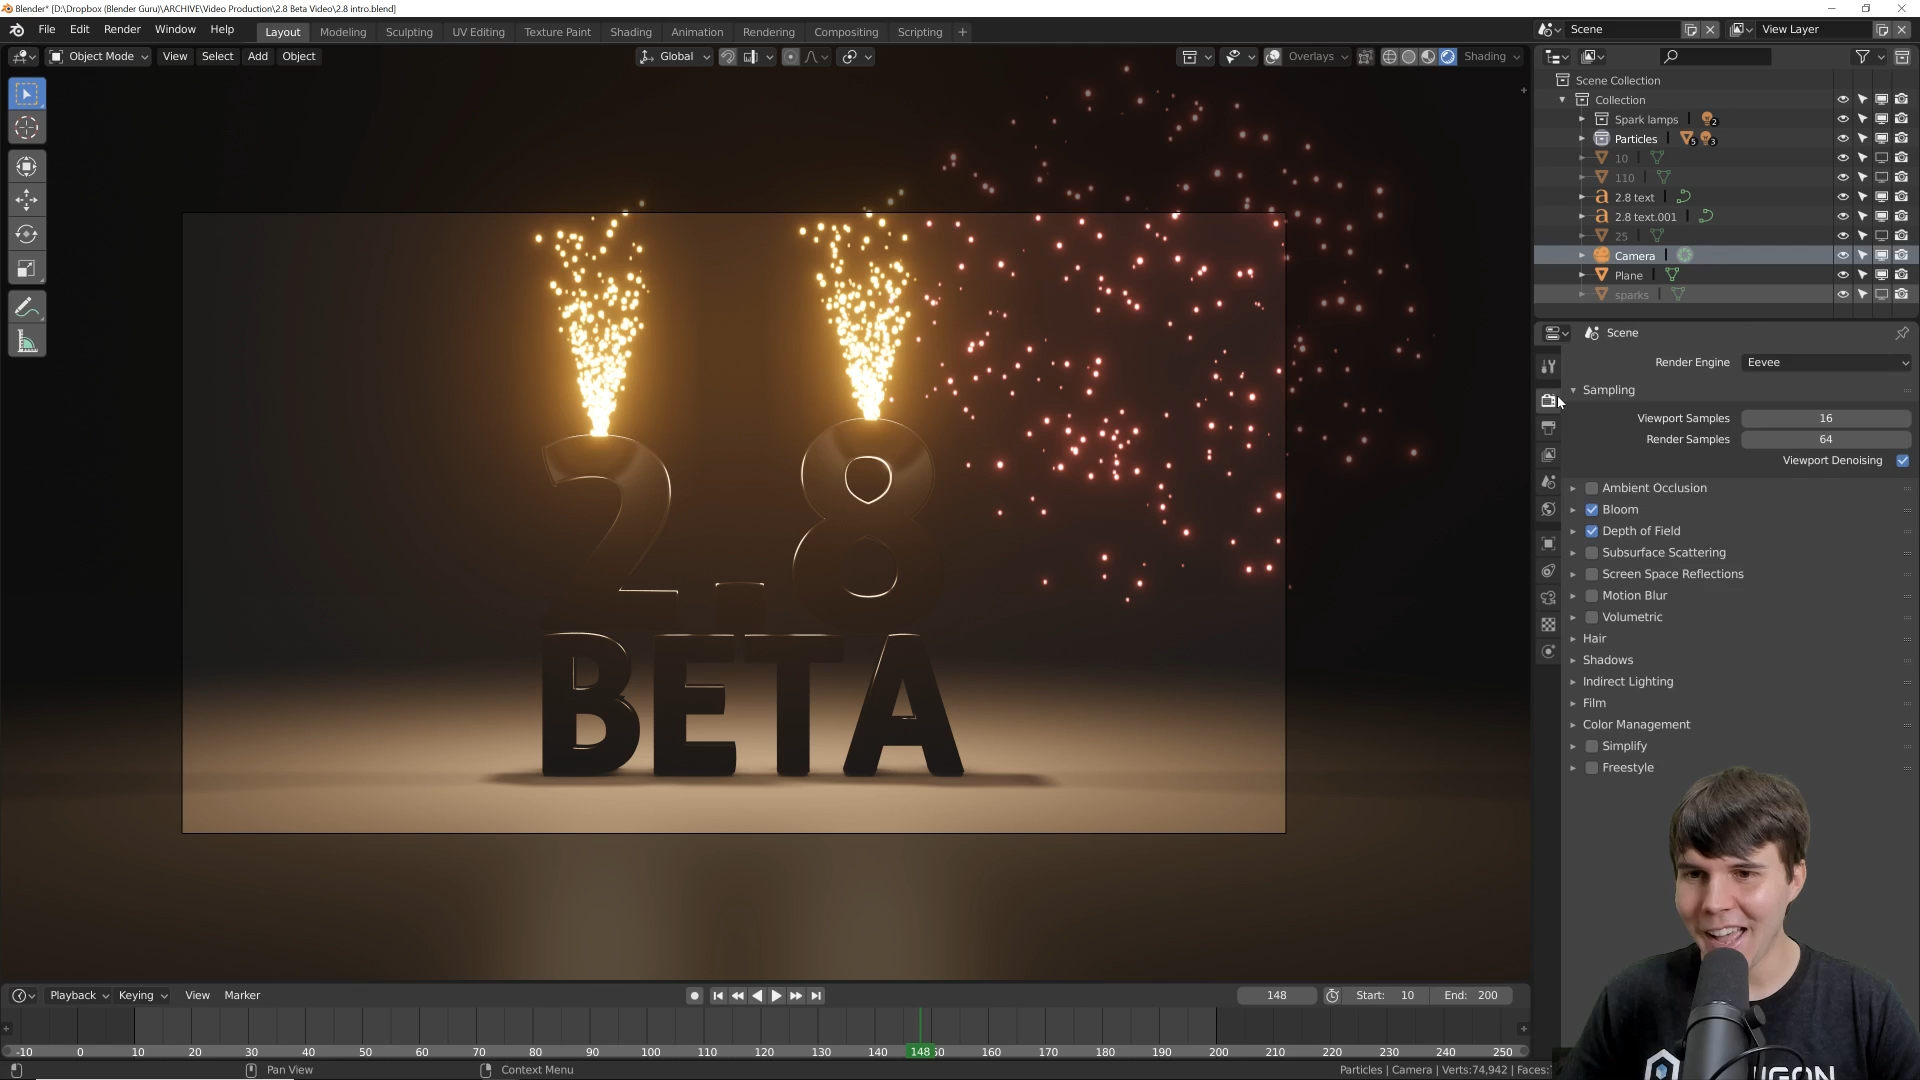 Blender* [D:\Dropbox (Blender Guru)\ARCHIVE\Video Production\2.8 Beta Video\2.8 intro.blend]
File Edit Render Window Help Layout Modeling Sculpting UV Editing Texture Paint Shading Animation Rendering Compositing Scripting + Scene View Layer
Object Mode View Select Add Object Global Overlays Shading
Scene Collection
Collection
Spark lamps 2
Particles 5 3
10
110
2.8 text
2.8 text.001
25
Camera
Plane
sparks
Scene
Render Engine Eevee
Sampling
Viewport Samples 16
Render Samples 64
Viewport Denoising
Ambient Occlusion
Bloom
Depth of Field
Subsurface Scattering
Screen Space Reflections
Motion Blur
Volumetric
Hair
Shadows
Indirect Lighting
Film
Color Management
Simplify
Freestyle
2.8
BETA
Playback Keying View Marker 148 Start: 10 End: 200
-10 0 10 20 30 40 50 60 70 80 90 100 110 120 130 140 148 160 170 180 190 200 210 220 230 240 250
Pan View Context Menu Particles | Camera | Verts:74,942 | Faces: